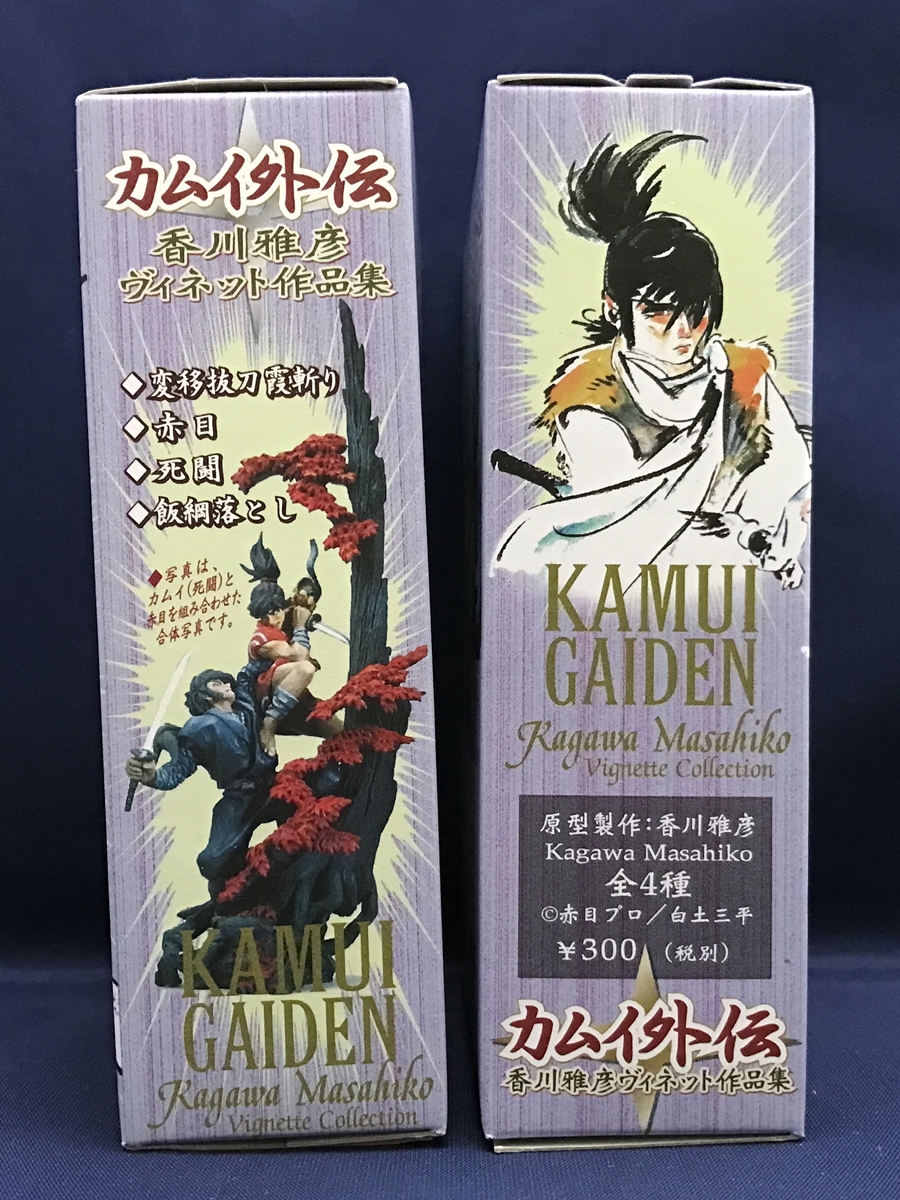 カムイ外伝
香川雅彦
ヴィネット作品集
◆変移抜刀霞斬り
◆赤目
◆死闘
◆飯綱落とし
◆写真は、
カムイ(死闘)と
赤目を組み合わせた
合体写真です。
KAMUI
GAIDEN
Kagawa Masahiko
Vignette Collection
KAMUI
GAIDEN
Kagawa Masahiko
Vignette Collection
原型製作：香川雅彦
Kagawa Masahiko
全4種
©赤目プロ／白土三平
¥300 (税別)
カムイ外伝
香川雅彦ヴィネット作品集